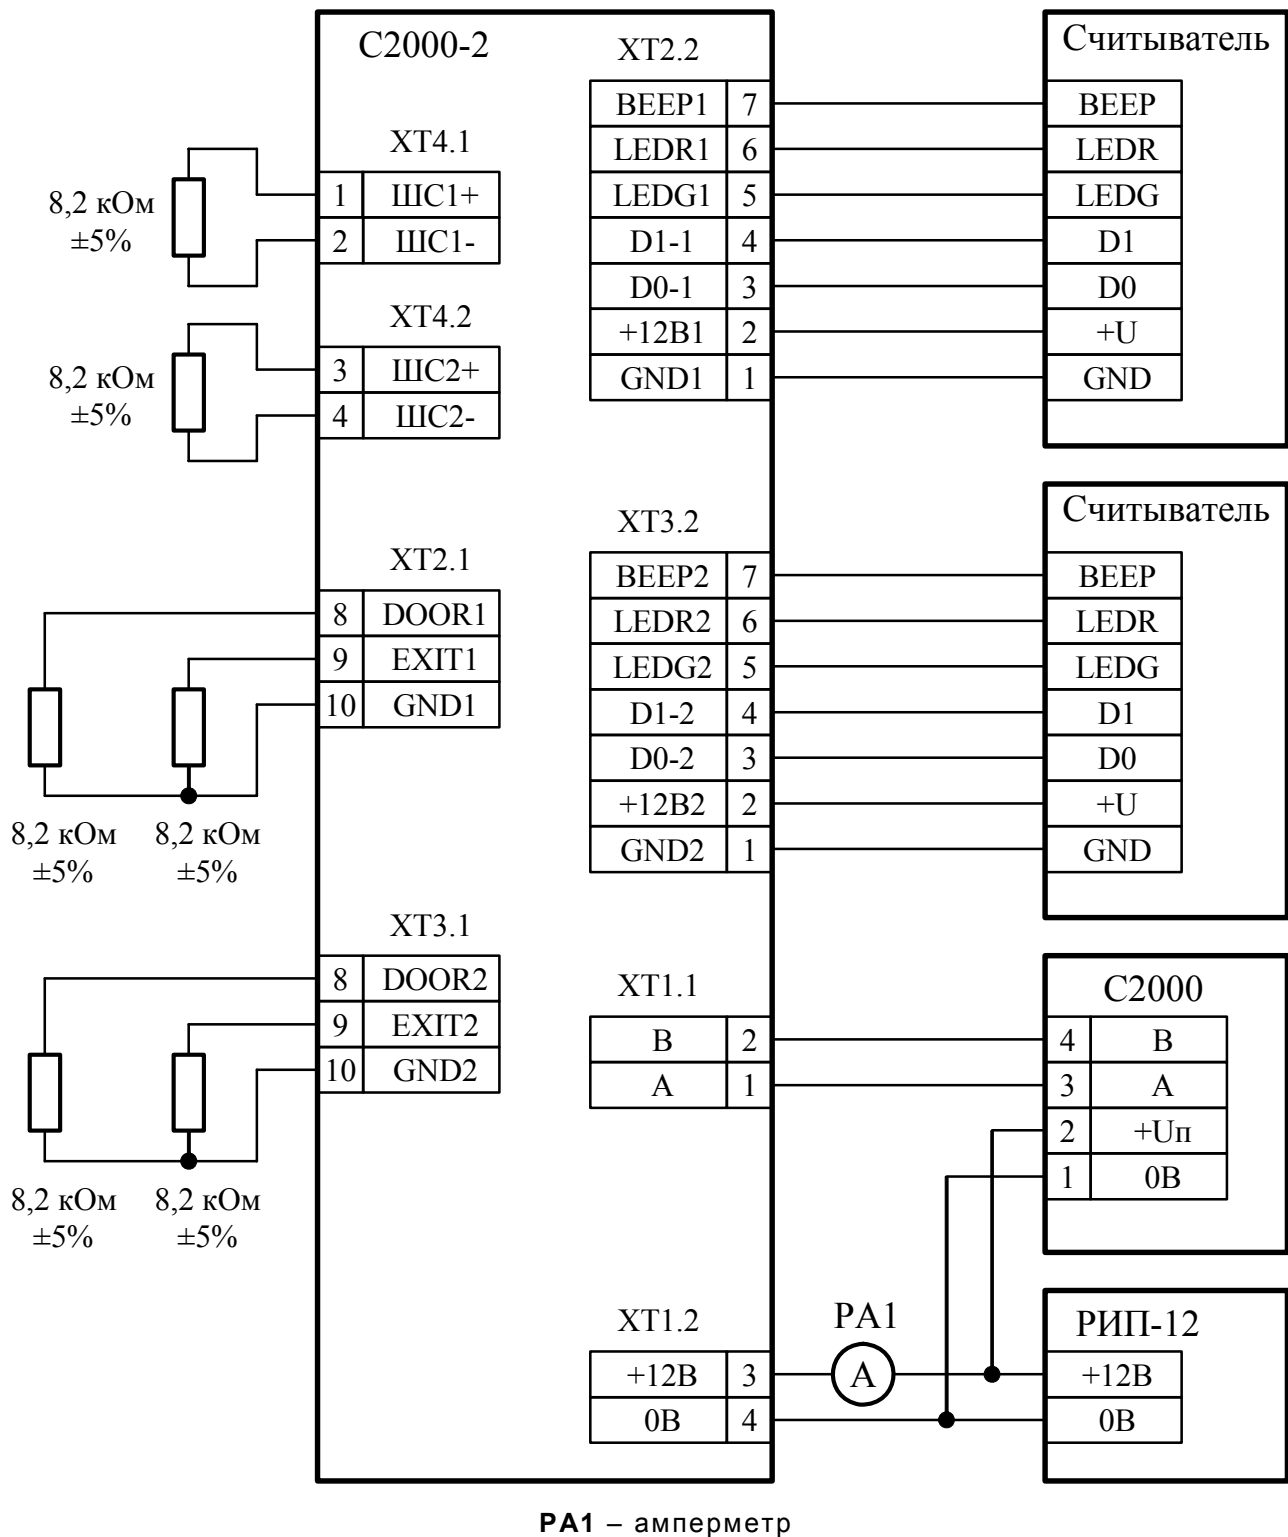 С2000-2
XT4.1
1 ШС1+
2 ШС1-
8,2 кОм
±5%
XT4.2
3 ШС2+
4 ШС2-
8,2 кОм
±5%
XT2.1
8 DOOR1
9 EXIT1
10 GND1
8,2 кОм 8,2 кОм
±5% ±5%
XT3.1
8 DOOR2
9 EXIT2
10 GND2
8,2 кОм 8,2 кОм
±5% ±5%
XT2.2
BEEP1 7
LEDR1 6
LEDG1 5
D1-1 4
D0-1 3
+12В1 2
GND1 1
XT3.2
BEEP2 7
LEDR2 6
LEDG2 5
D1-2 4
D0-2 3
+12В2 2
GND2 1
XT1.1
B 2
A 1
XT1.2
+12В 3
0В 4
PA1
A
Считыватель
BEEP
LEDR
LEDG
D1
D0
+U
GND
Считыватель
BEEP
LEDR
LEDG
D1
D0
+U
GND
С2000
4 B
3 A
2 +Uп
1 0В
РИП-12
+12В
0В
PA1 – амперметр